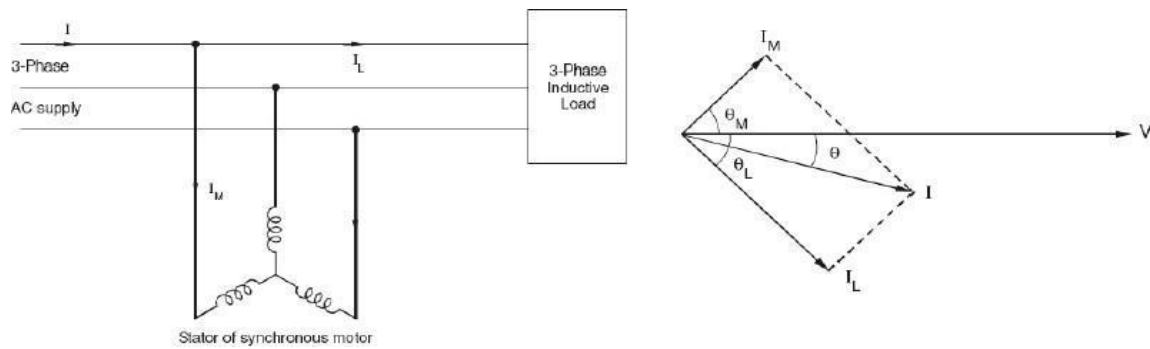 I
I_L
3-Phase
AC supply
3-Phase
Inductive
Load
I_M
Stator of synchronous motor
I_M
θ_M
V
θ_L
θ
I
I_L